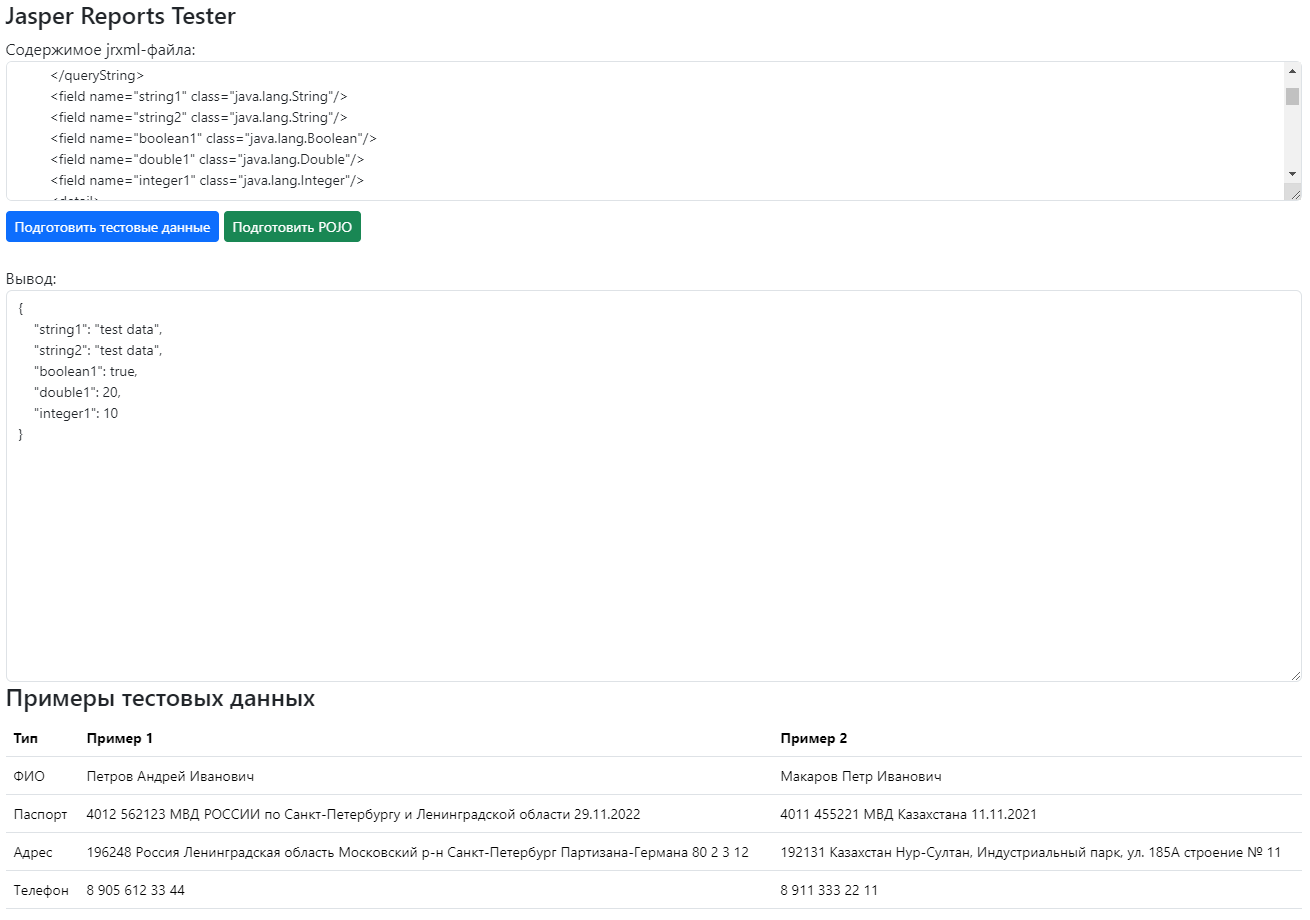 Jasper Reports Tester
Содержимое jrxml-файла:
</queryString>
<field name="string1" class="java.lang.String"/>
<field name="string2" class="java.lang.String"/>
<field name="boolean1" class="java.lang.Boolean"/>
<field name="double1" class="java.lang.Double"/>
<field name="integer1" class="java.lang.Integer"/>
<detail>
Подготовить тестовые данные Подготовить POJO
Вывод:
{
"string1": "test data",
"string2": "test data",
"boolean1": true,
"double1": 20,
"integer1": 10
}
Примеры тестовых данных
Тип Пример 1 Пример 2
ФИО Петров Андрей Иванович Макаров Петр Иванович
Паспорт 4012 562123 МВД РОССИИ по Санкт-Петербургу и Ленинградской области 29.11.2022 4011 455221 МВД Казахстана 11.11.2021
Адрес 196248 Россия Ленинградская область Московский р-н Санкт-Петербург Партизана-Германа 80 2 3 12 192131 Казахстан Нур-Султан, Индустриальный парк, ул. 185А строение № 11
Телефон 8 905 612 33 44 8 911 333 22 11